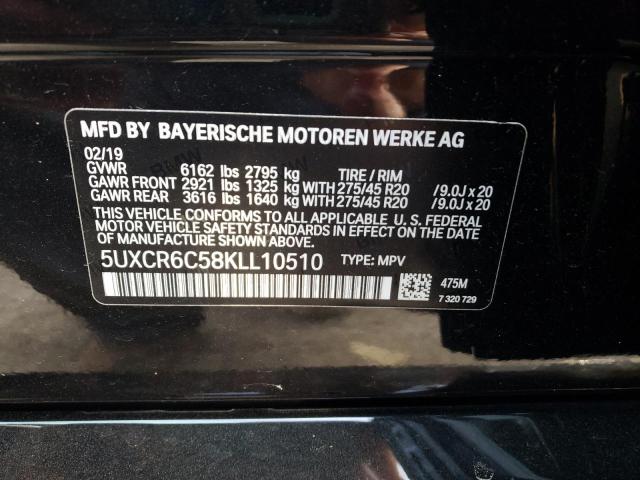 MFD BY BAYERISCHE MOTOREN WERKE AG
02/19
GVWR 6162 lbs 2795 kg TIRE / RIM
GAWR FRONT 2921 lbs 1325 kg WITH 275/45 R20 /9.0J x 20
GAWR REAR 3616 lbs 1640 kg WITH 275/45 R20 /9.0J x 20
THIS VEHICLE CONFORMS TO ALL APPLICABLE U. S. FEDERAL
MOTOR VEHICLE SAFETY STANDARDS IN EFFECT ON THE
DATE OF MANUFACTURE SHOWN ABOVE.
5UXCR6C58KLL10510 TYPE: MPV
475M
7 320 729